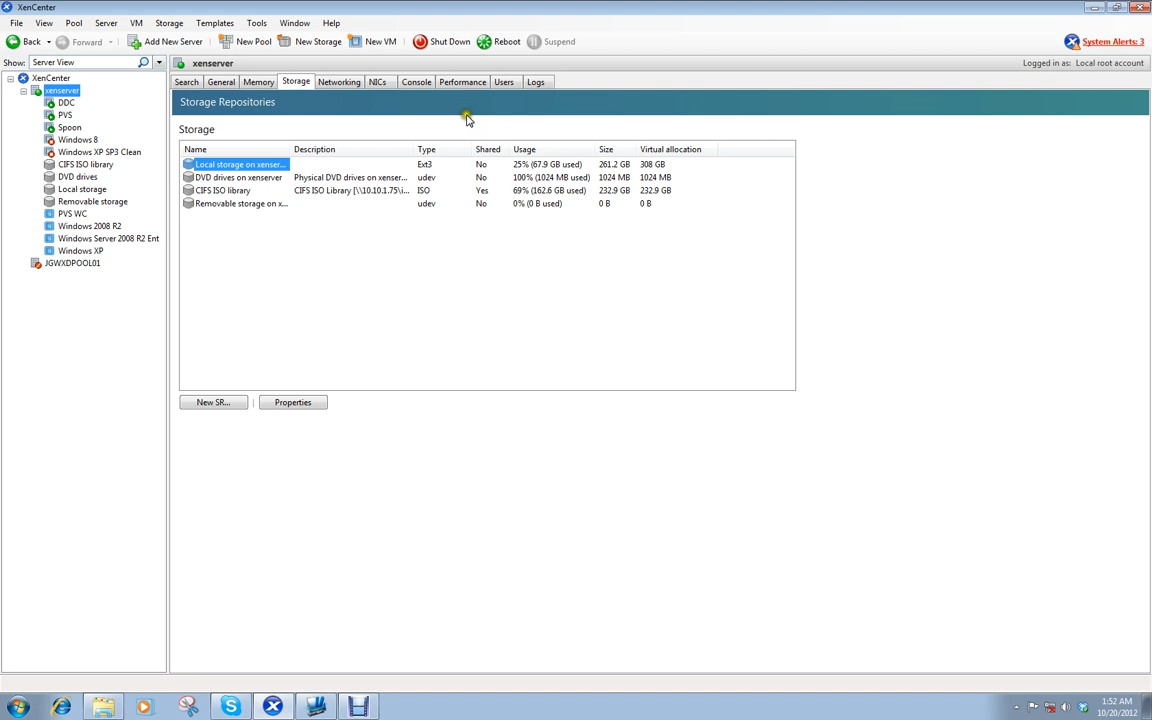 XenCenter
File View Pool Server VM Storage Templates Tools Window Help
Back Forward Add New Server New Pool New Storage New VM Shut Down Reboot Suspend System Alerts: 3
Show: Server View
xenserver
Logged in as: Local root account
XenCenter
xenserver
DDC
PVS
Spoon
Windows 8
Windows XP SP3 Clean
CIFS ISO library
DVD drives
Local storage
Removable storage
PVS WC
Windows 2008 R2
Windows Server 2008 R2 Ent
Windows XP
JGWXDPOOL01
Search General Memory Storage Networking NICs Console Performance Users Logs
Storage Repositories
Storage
Name Description Type Shared Usage Size Virtual allocation
Local storage on xenser... Ext3 No 25% (67.9 GB used) 261.2 GB 308 GB
DVD drives on xenserver Physical DVD drives on xenser... udev No 100% (1024 MB used) 1024 MB 1024 MB
CIFS ISO library CIFS ISO Library [\\10.10.1.75\i... ISO Yes 69% (162.6 GB used) 232.9 GB 232.9 GB
Removable storage on x... udev No 0% (0 B used) 0 B 0 B
New SR... Properties
1:52 AM
10/20/2012